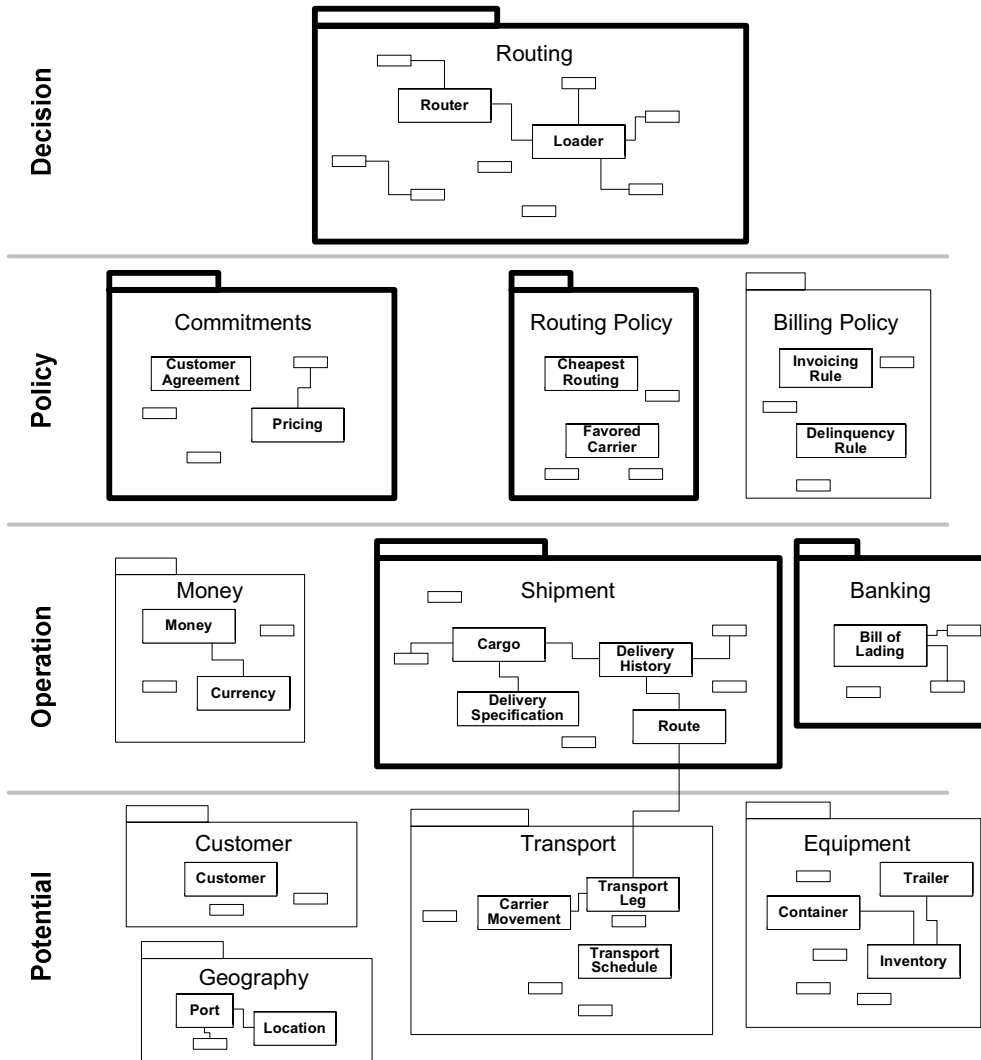 Decision
Routing
Router
Loader
Policy
Commitments
Customer
Agreement
Pricing
Routing Policy
Cheapest
Routing
Favored
Carrier
Billing Policy
Invoicing
Rule
Delinquency
Rule
Operation
Money
Money
Currency
Shipment
Cargo
Delivery
History
Delivery
Specification
Route
Banking
Bill of
Lading
Potential
Customer
Customer
Geography
Port
Location
Transport
Transport
Leg
Carrier
Movement
Transport
Schedule
Equipment
Trailer
Container
Inventory